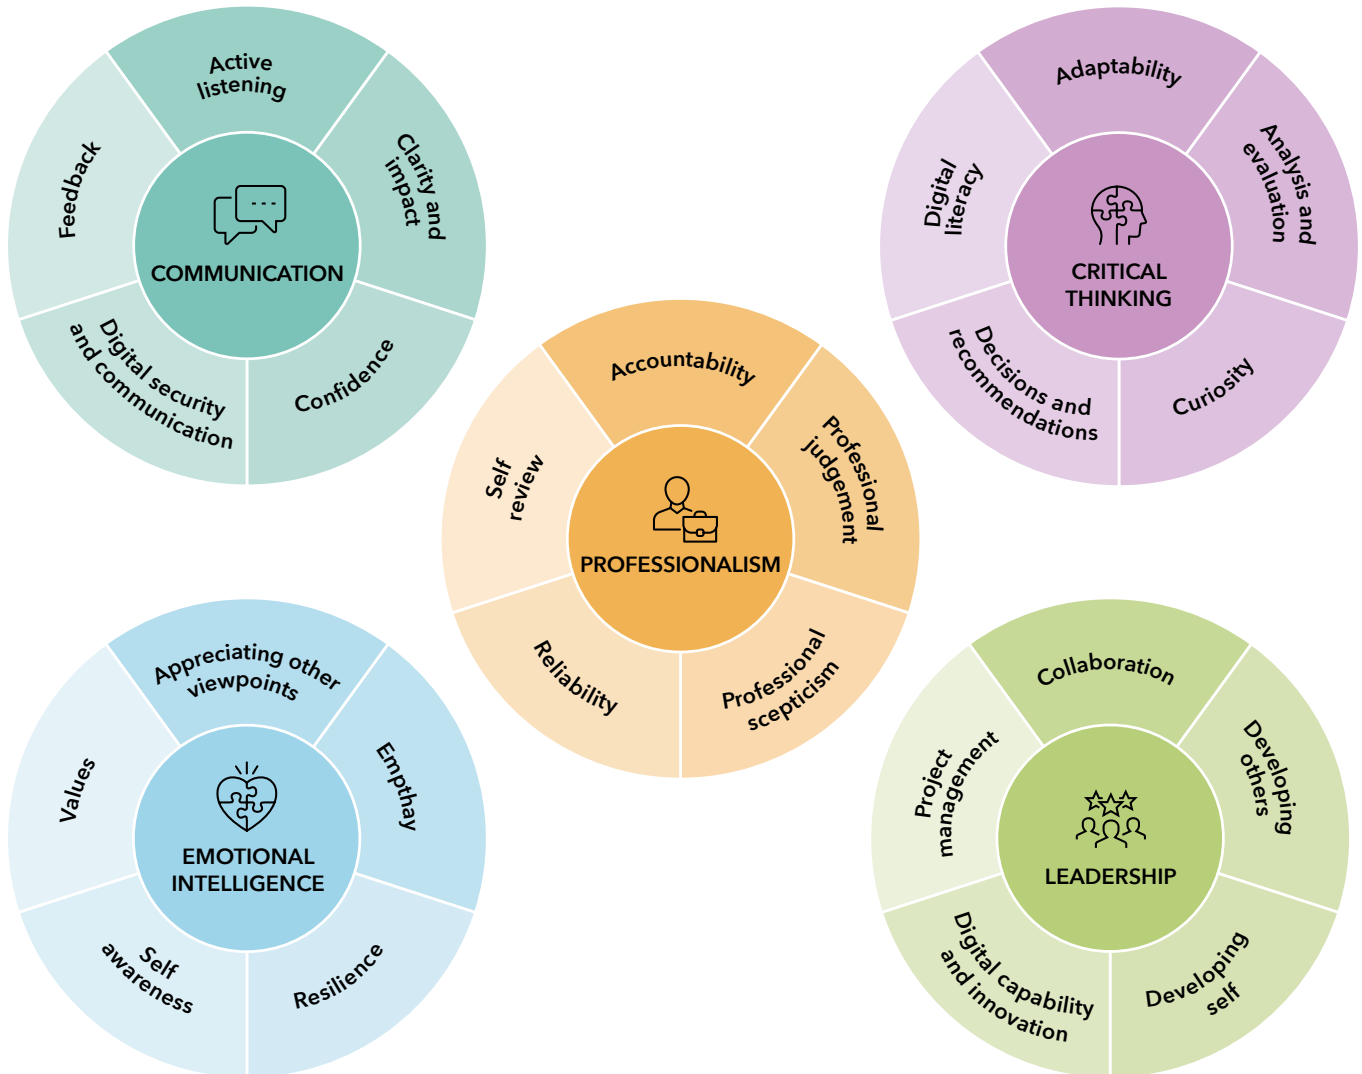 COMMUNICATION
Active
listening
Clarity and
impact
Confidence
Digital security
and communication
Feedback
CRITICAL
THINKING
Adaptability
Analysis and
evaluation
Curiosity
Decisions and
recommendations
Digital
literacy
PROFESSIONALISM
Accountability
Professional
judgement
Professional
scepticism
Reliability
Self
review
EMOTIONAL
INTELLIGENCE
Appreciating other
viewpoints
Empthay
Resilience
Self
awareness
Values
LEADERSHIP
Collaboration
Developing
others
Developing
self
Digital capability
and innovation
Project
management